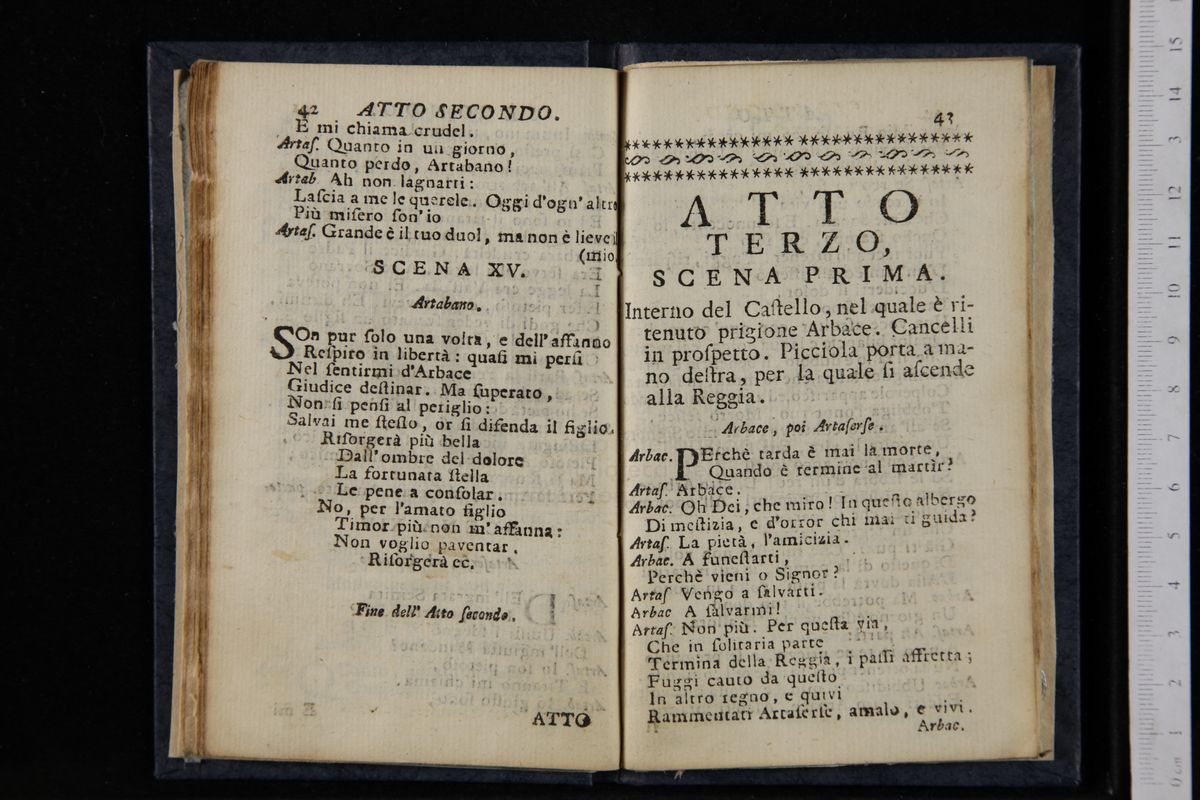 42 ATTO SECONDO.
E mi chiama crudel.
Artaſ. Quanto in un giorno,
Quanto perdo, Artabano!
Artab Ah non lagnarti:
Laſcia a me le querele. Oggi d'ogn' altro
Più miſero ſon' io
Artaſ. Grande è il tuo duol, ma non è lieve il
(mio.
SCENA XV.
Artabano.
SOn pur ſolo una volta, e dell' affanno
Reſpiro in libertà: quaſi mi perſi
Nel ſentirmi d'Arbace
Giudice deſtinar. Ma ſuperato,
Non ſi penſi al periglio:
Salvai me ſteſſo, or ſi difenda il figlio.
Riſorgerà più bella
Dall' ombre del dolore
La fortunata ſtella
Le pene a conſolar.
No, per l'amato figlio
Timor più non m' affanna:
Non voglio paventar.
Riſorgerà ec.
Fine dell' Atto ſecondo.
ATTO
43
ATTO
TERZO,
SCENA PRIMA.
Interno del Caſtello, nel quale è ri-
tenuto prigione Arbace. Cancelli
in proſpetto. Picciola porta a ma-
no deſtra, per la quale ſi aſcende
alla Reggia.
Arbace, poi Artaſerſe.
Arbac. PErchè tarda è mai la morte,
Quando è termine al martìr?
Artaſ. Arbace.
Arbac. Oh Dei, che miro! In queſto albergo
Di meſtizia, e d'orror chi mai ti guida?
Artaſ. La pietà, l'amicizia.
Arbac. A funeſtarti,
Perchè vieni o Signor?
Artaſ Vengo a ſalvarti.
Arbac A ſalvarmi!
Artaſ. Non più. Per queſta via,
Che in ſolitaria parte
Termina della Reggia, i paſſi affretta;
Fuggi cauto da queſto
In altro regno, e quivi
Rammentati Artaſerſe, amalo, e vivi.
Arbac.